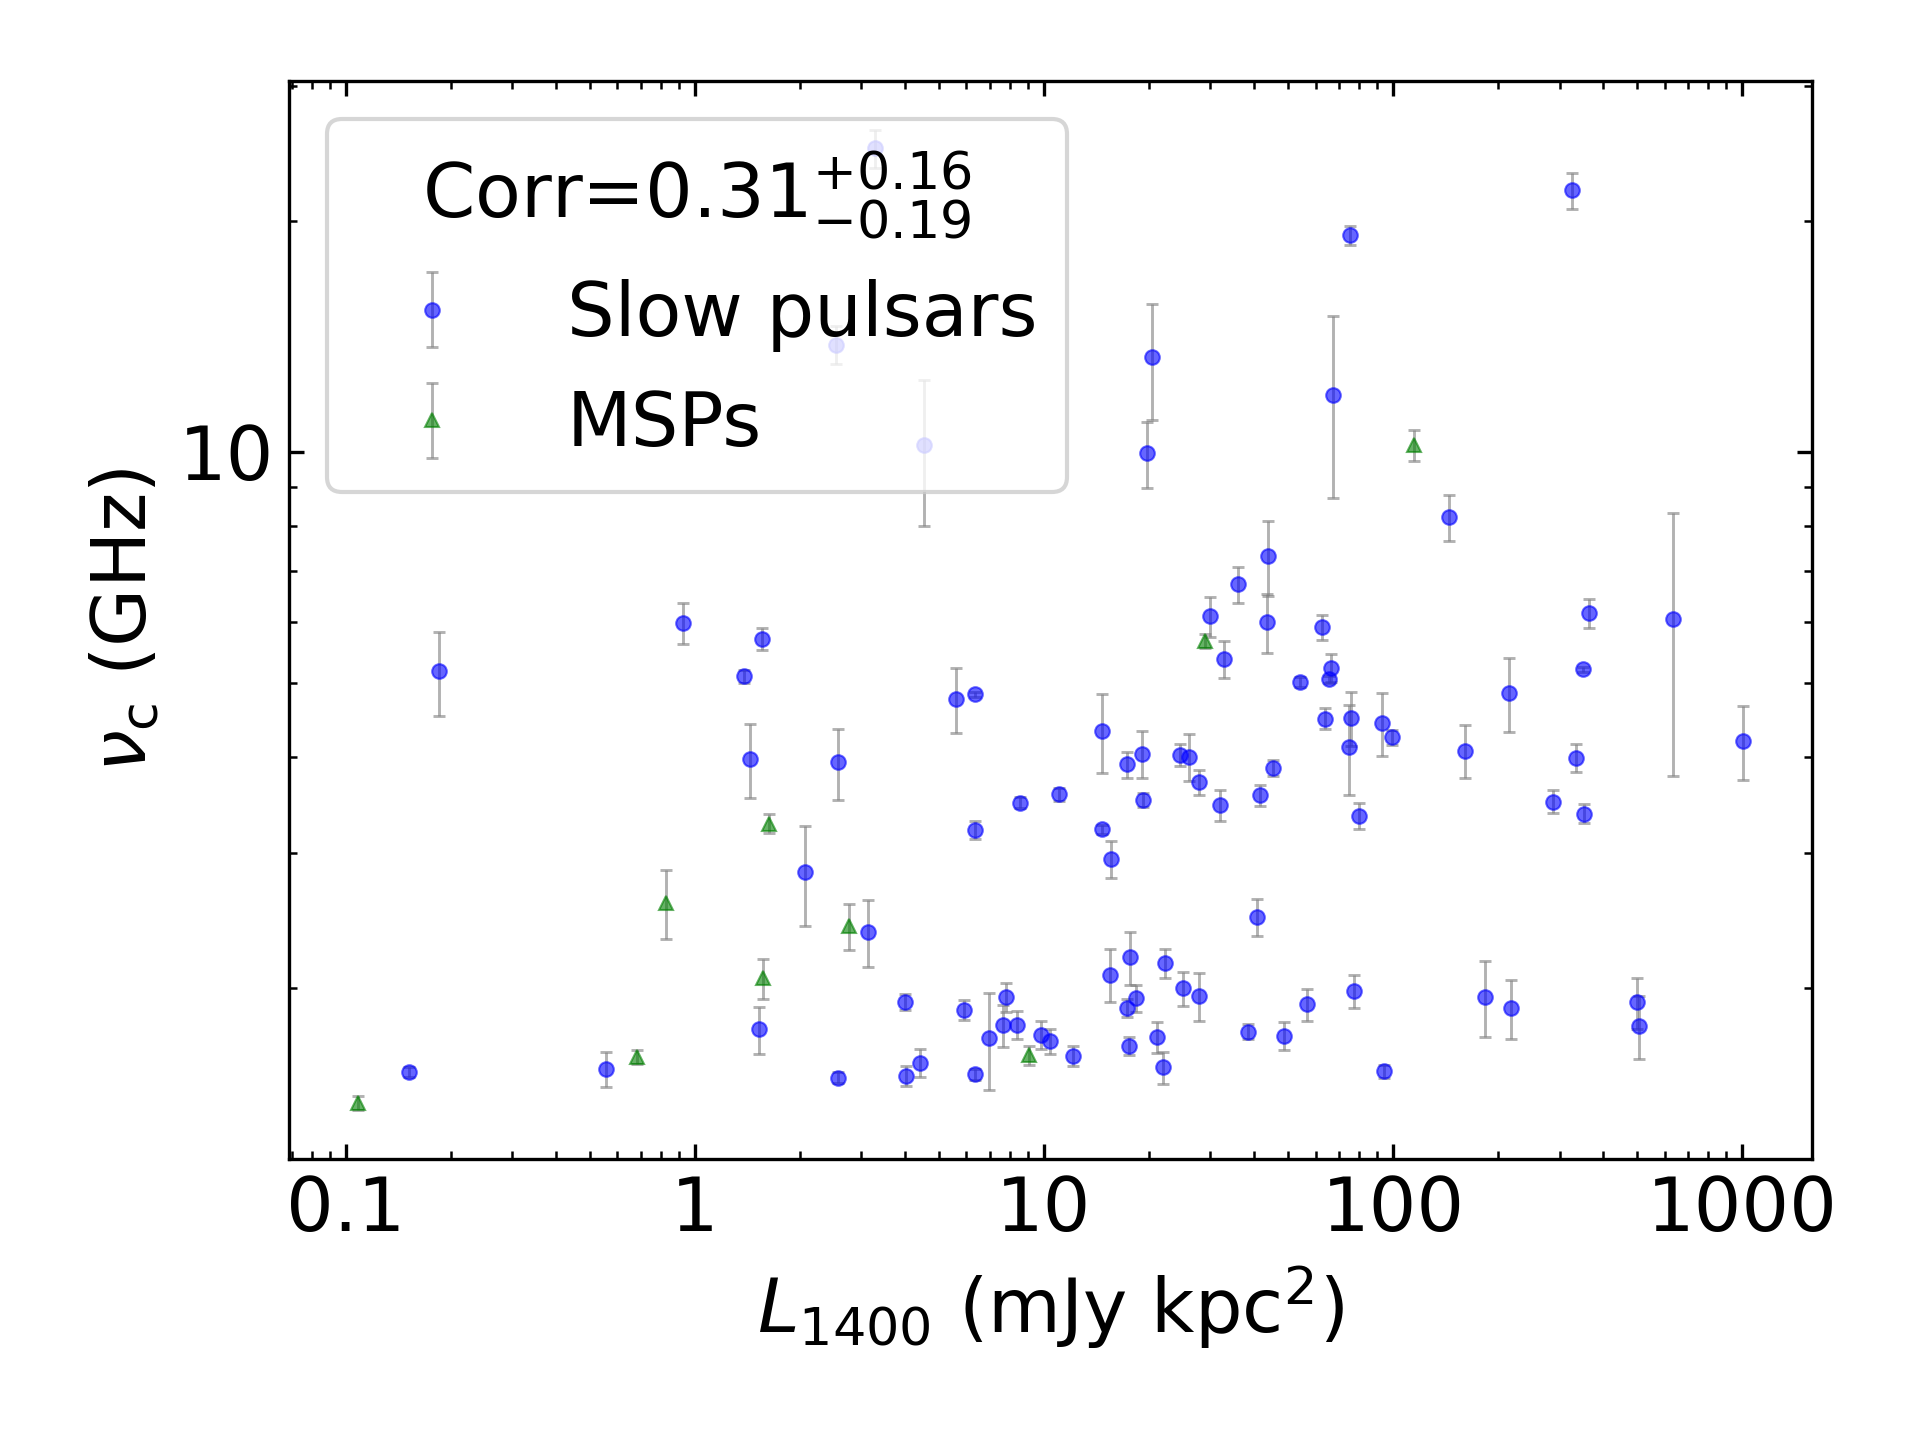 Corr=0.31+0.16−0.19
Slow pulsars
MSPs
10
νc (GHz)
0.1 1 10 100 1000
L1400 (mJy kpc2)